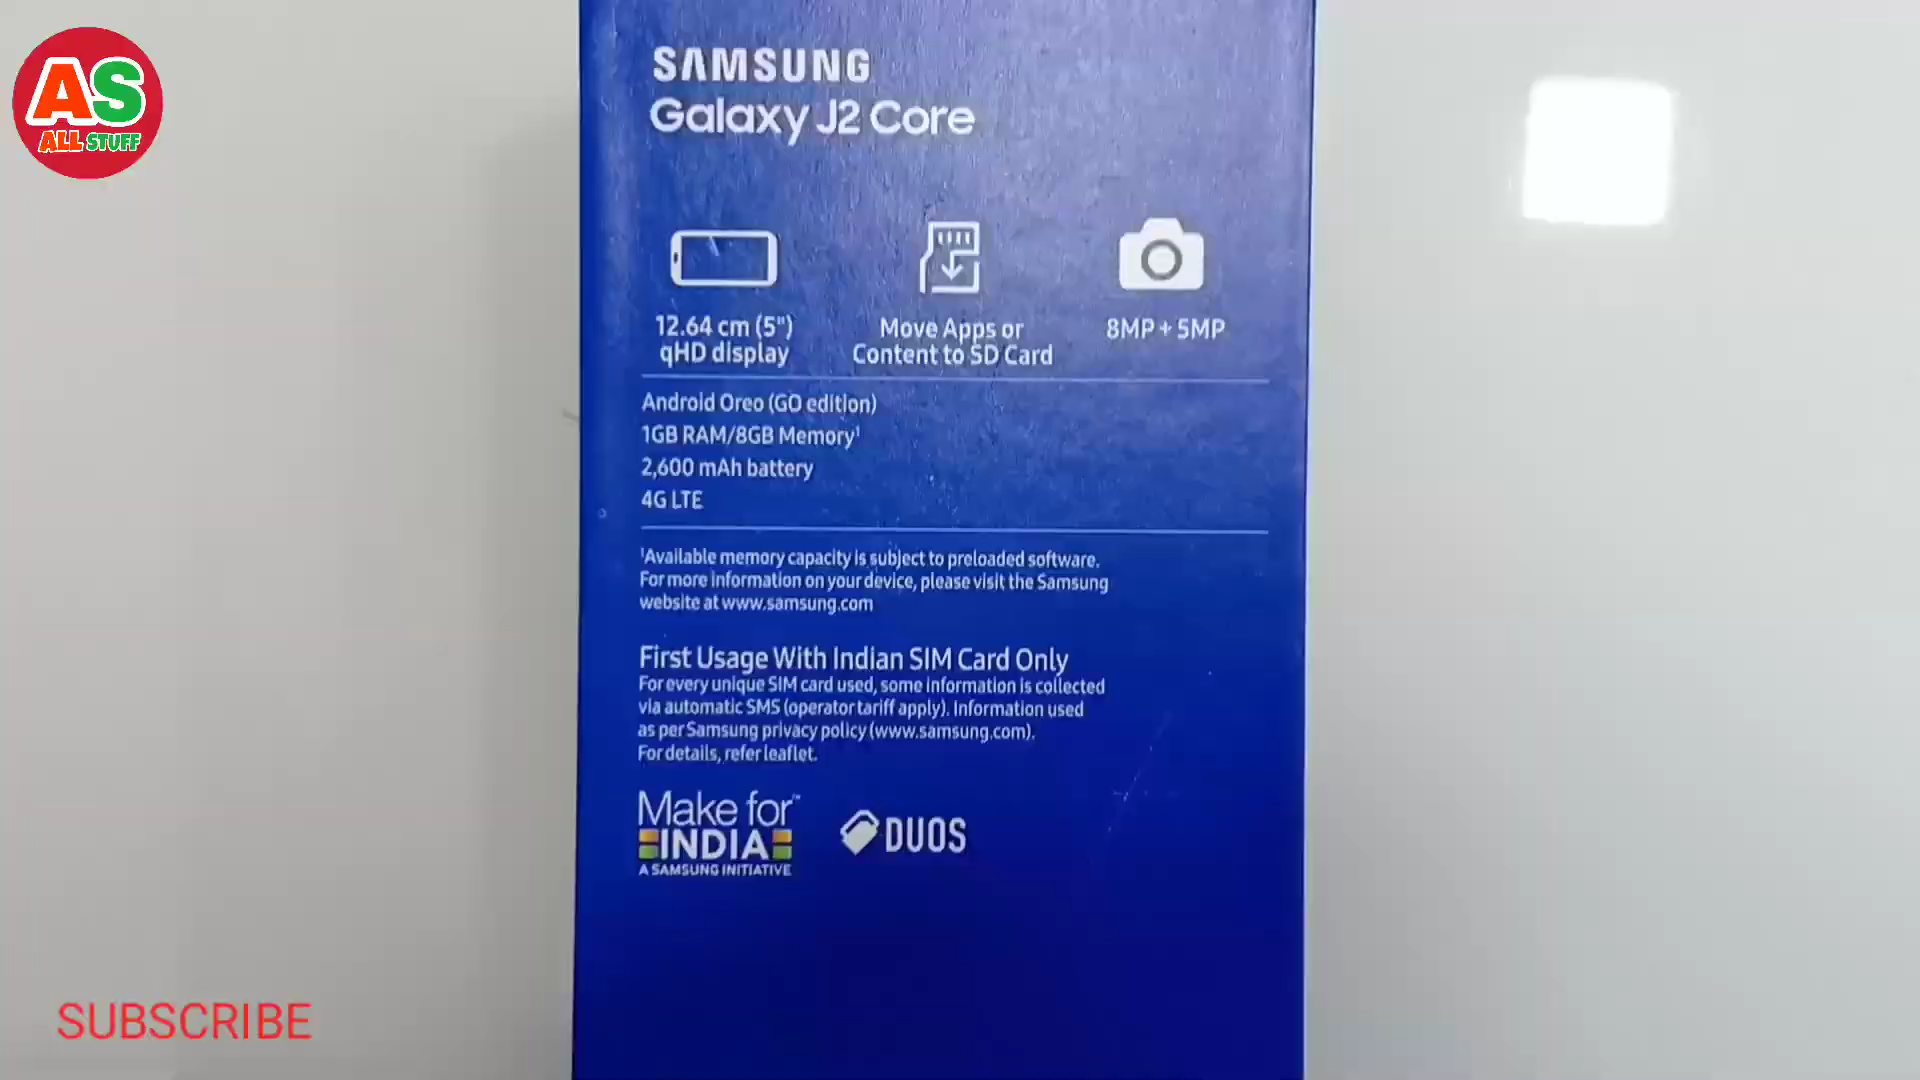 AS
ALL STUFF
SAMSUNG
Galaxy J2 Core
12.64 cm (5")
qHD display
Move Apps or
Content to SD Card
8MP + 5MP
Android Oreo (GO edition)
1GB RAM/8GB Memory¹
2,600 mAh battery
4G LTE
¹Available memory capacity is subject to preloaded software.
For more information on your device, please visit the Samsung
website at www.samsung.com
First Usage With Indian SIM Card Only
For every unique SIM card used, some information is collected
via automatic SMS (operator tariff apply). Information used
as per Samsung privacy policy (www.samsung.com).
For details, refer leaflet.
Make for™
INDIA
A SAMSUNG INITIATIVE
DUOS
SUBSCRIBE